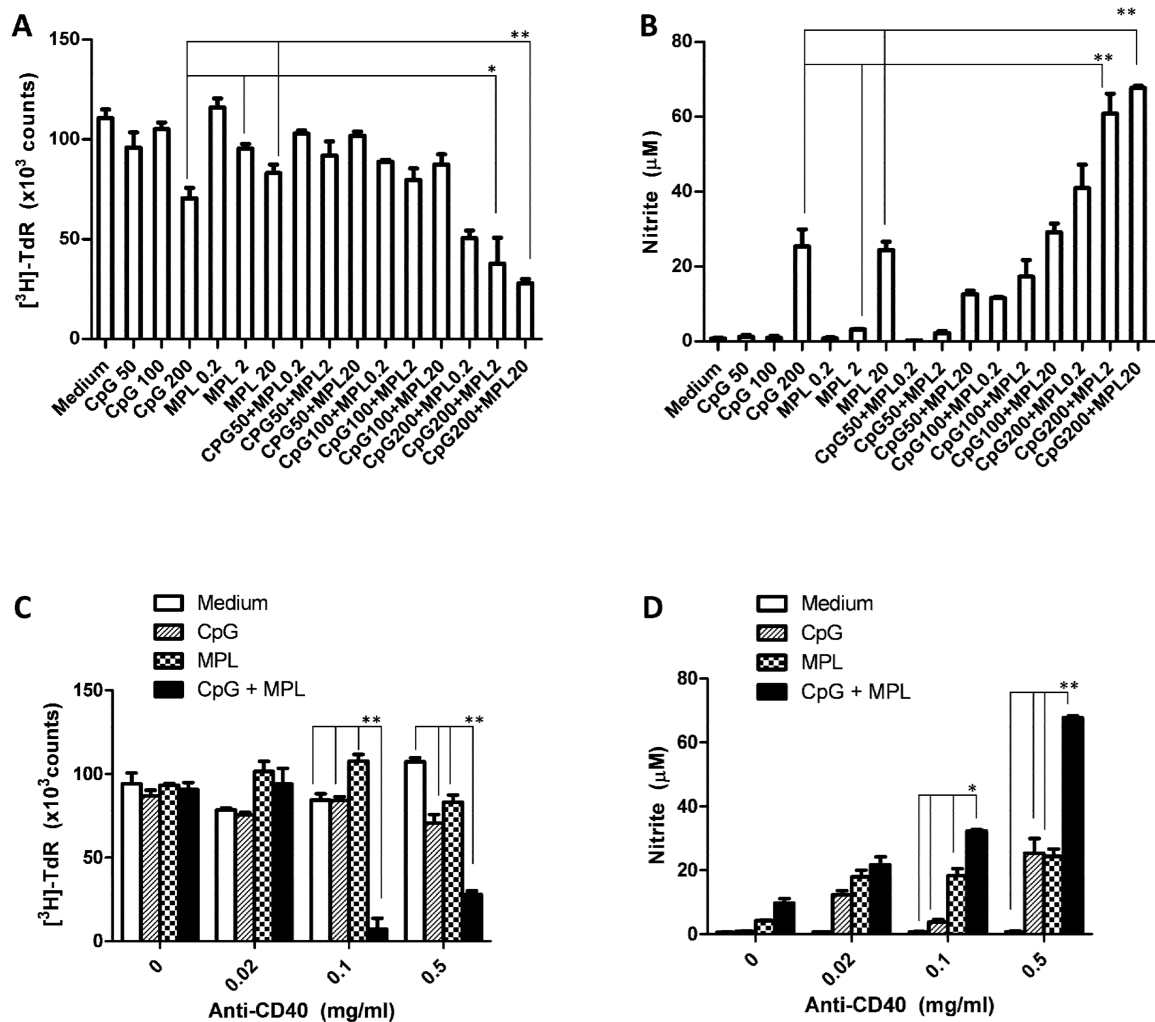 A
[³H]-TdR (x10³ counts)
150
100
50
0
**
*
Medium
CpG 50
CpG 100
CpG 200
MPL 0.2
MPL 2
MPL 20
CPG50+MPL0.2
CPG50+MPL2
CpG50+MPL20
CpG100+MPL0.2
CpG100+MPL2
CpG100+MPL20
CpG200+MPL0.2
CpG200+MPL2
CpG200+MPL20
B
Nitrite (μM)
80
60
40
20
0
**
**
Medium
CpG 50
CpG 100
CpG 200
MPL 0.2
MPL 2
MPL 20
CpG50+MPL0.2
CpG50+MPL2
CpG50+MPL20
CpG100+MPL0.2
CpG100+MPL2
CpG100+MPL20
CpG200+MPL0.2
CpG200+MPL2
CpG200+MPL20
C
Medium
CpG
MPL
CpG + MPL
[³H]-TdR (x10³counts)
150
100
50
0
**
**
0
0.02
0.1
0.5
Anti-CD40 (mg/ml)
D
Medium
CpG
MPL
CpG + MPL
Nitrite (μM)
80
60
40
20
0
*
**
0
0.02
0.1
0.5
Anti-CD40 (mg/ml)